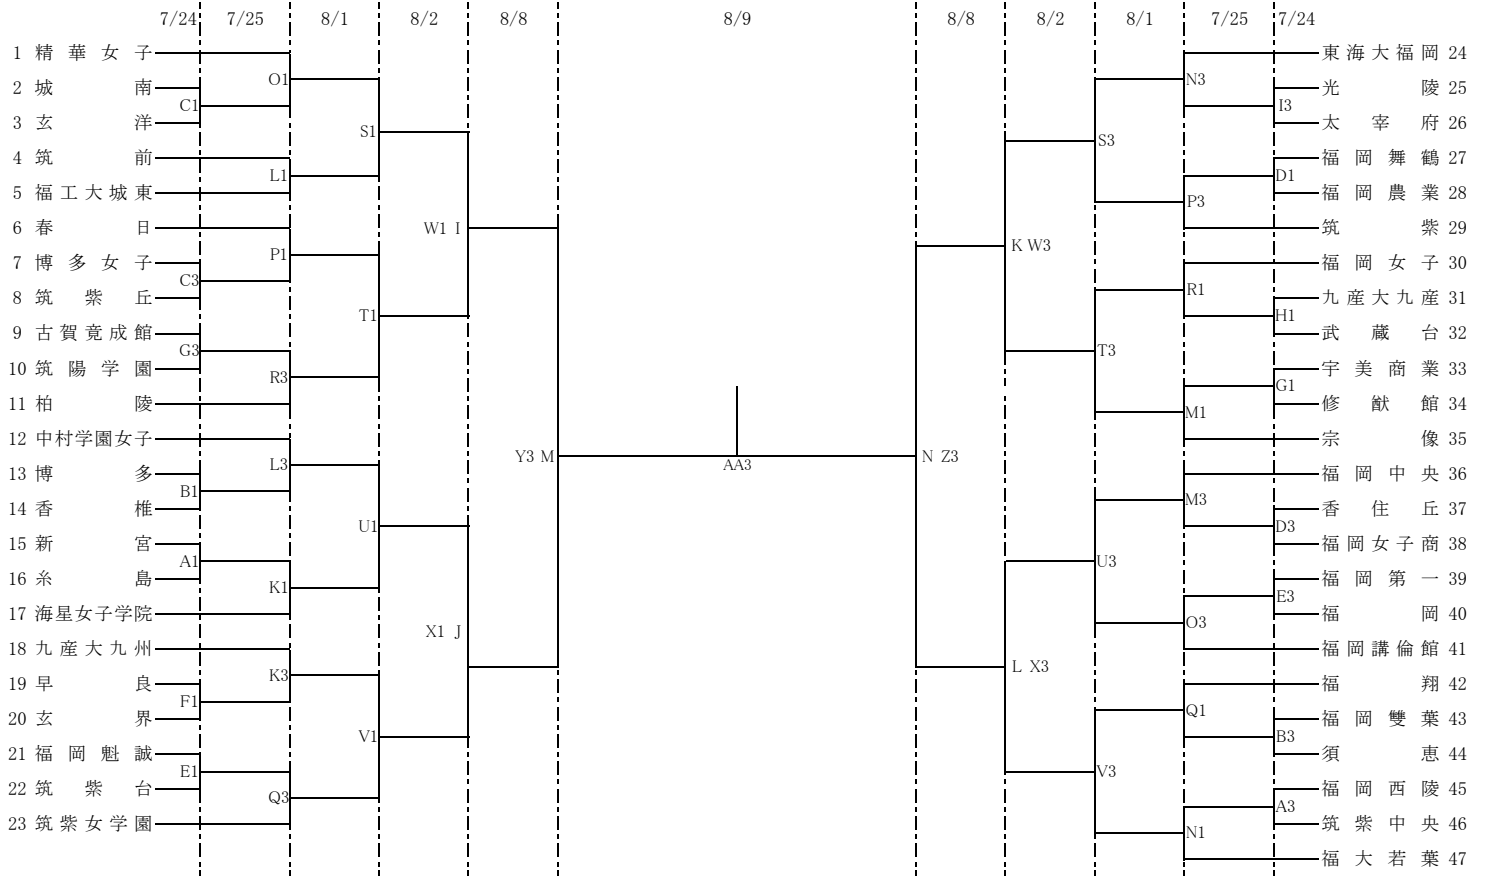 7/24 7/25 8/1 8/2 8/8 8/9 8/8 8/2 8/1 7/25 7/24
1 精華女子 東海大福岡 24
O1 N3
2 城南 光陵 25
C1 I3
3 玄洋 太宰府 26
S1 S3
4 筑前 福岡舞鶴 27
L1 D1
5 福工大城東 福岡農業 28
P3
6 春日 筑紫 29
W1 I K W3
P1
7 博多女子 福岡女子 30
C3 R1
8 筑紫丘 九産大九産 31
T1 H1
9 古賀竟成館 武蔵台 32
G3 T3
10 筑陽学園 宇美商業 33
R3 G1
11 柏陵 修猷館 34
M1
12 中村学園女子 宗像 35
Y3 M AA3 N Z3
L3
13 博多 福岡中央 36
B1 M3
14 香椎 香住丘 37
U1 D3
15 新宮 福岡女子商 38
A1 U3
16 糸島 福岡第一 39
K1 E3
17 海星女子学院 福岡 40
X1 J O3
18 九産大九州 福岡講倫館 41
K3 L X3
19 早良 福翔 42
F1 Q1
20 玄界 福岡雙葉 43
V1 B3
21 福岡魁誠 須恵 44
E1 V3
22 筑紫台 福岡西陵 45
Q3 A3
23 筑紫女学園 筑紫中央 46
N1
福大若葉 47